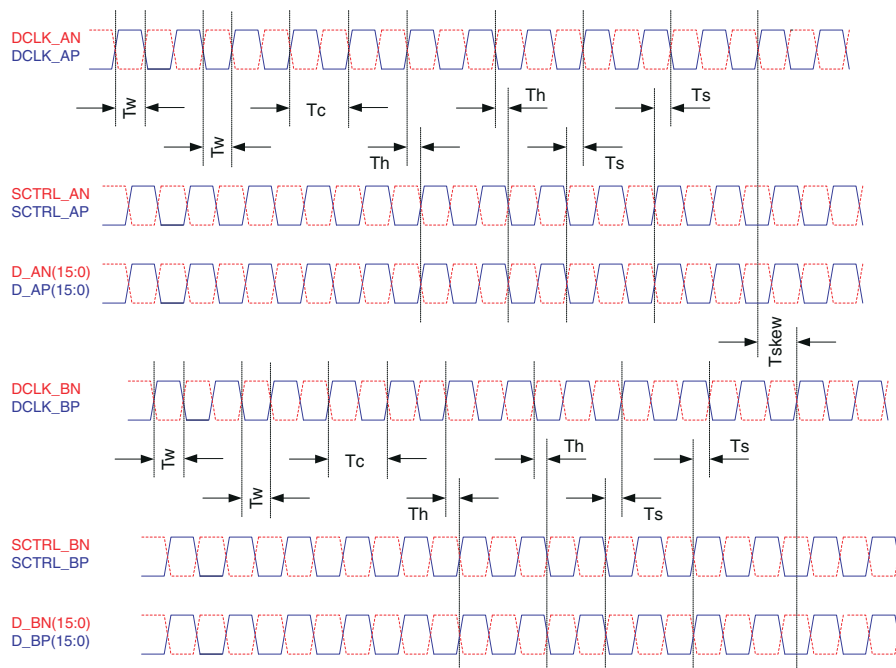 DCLK_AN
DCLK_AP
Tw
Tw
Tc
Th
Th
Ts
Ts
SCTRL_AN
SCTRL_AP
D_AN(15:0)
D_AP(15:0)
Tskew
DCLK_BN
DCLK_BP
Tw
Tw
Tc
Th
Th
Ts
Ts
SCTRL_BN
SCTRL_BP
D_BN(15:0)
D_BP(15:0)